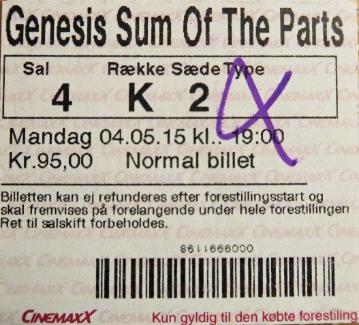 Genesis Sum Of The Parts
Sal Række Sæde Type
4 K 2 4
Mandag 04.05.15 kl.. 19:00
Kr.95,00 Normal billet
Billetten kan ej refunderes efter forestillingsstart og
skal fremvises på forelangende under hele forestillingen
Ret til salskift forbeholdes.
0009991198
CINEMAXX Kun gyldig til den købte forestilling